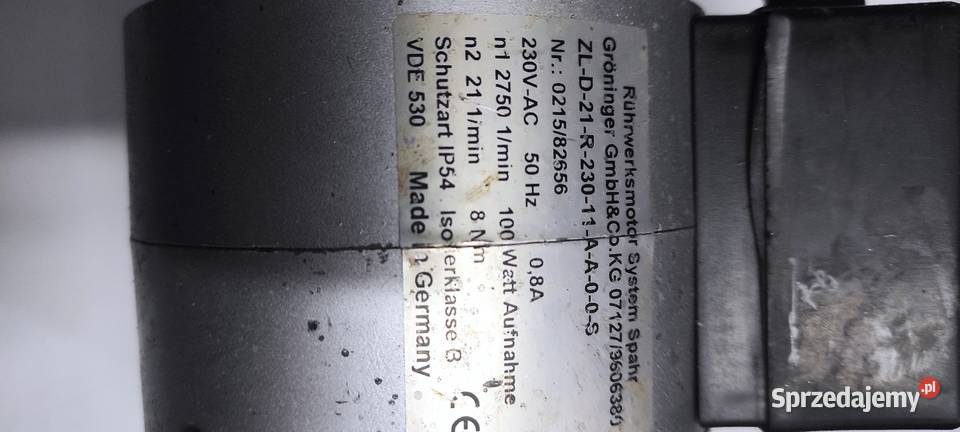 Rührwerksmotor System Spahr
Gröninger GmbH&Co.KG 07127/9606380
ZL-D-21-R-230-11-A-A-0-0-S
Nr.: 0215/82656
230V-AC 50 Hz 0,8A
n1 2750 1/min 100 Watt Aufnahme
n2 21,1/min 8 Nm
Schutzart IP54 Isolierklasse B
VDE 530 Made in Germany
CE
Sprzedajemy.pl